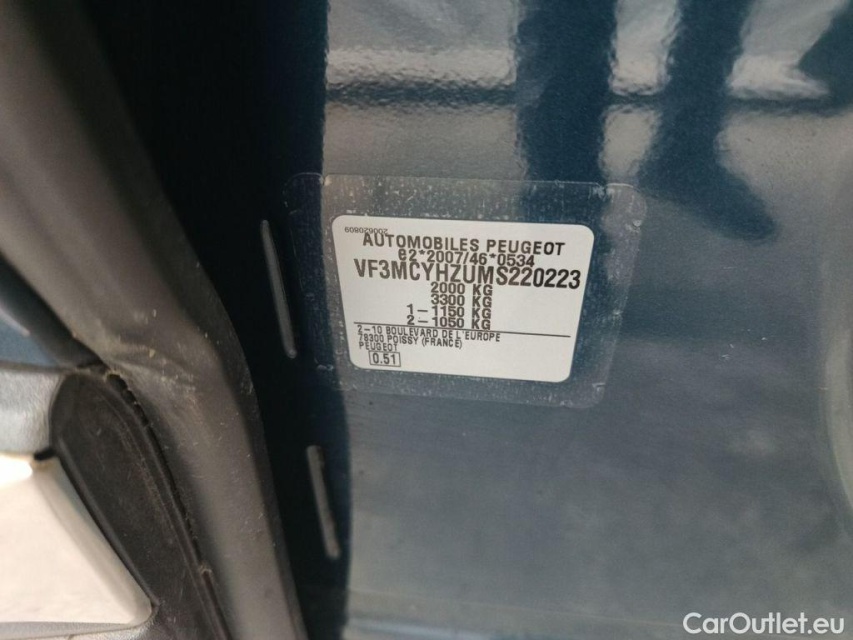 200620809
AUTOMOBILES PEUGEOT
e2*2007/46*0534
VF3MCYHZUMS220223
2000 KG
3300 KG
1-1150 KG
2-1050 KG
2-10 BOULEVARD DE L'EUROPE
78300 POISSY (FRANCE)
PEUGEOT
0.51
CarOutlet.eu